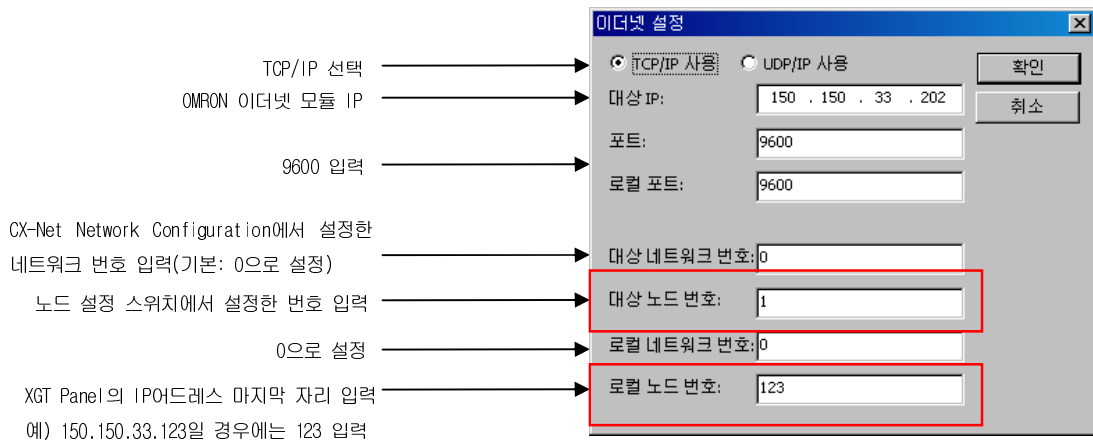 이더넷 설정
TCP/IP 선택
TCP/IP 사용
UDP/IP 사용
확인
OMRON 이더넷 모듈 IP
대상 IP:
150 . 150 . 33 . 202
취소
9600 입력
포트:
9600
로컬 포트:
9600
CX-Net Network Configuration에서 설정한
네트워크 번호 입력(기본: 0으로 설정)
대상 네트워크 번호:
0
노드 설정 스위치에서 설정한 번호 입력
대상 노드 번호:
1
0으로 설정
로컬 네트워크 번호:
0
XGT Panel의 IP어드레스 마지막 자리 입력
예) 150.150.33.123일 경우에는 123 입력
로컬 노드 번호:
123